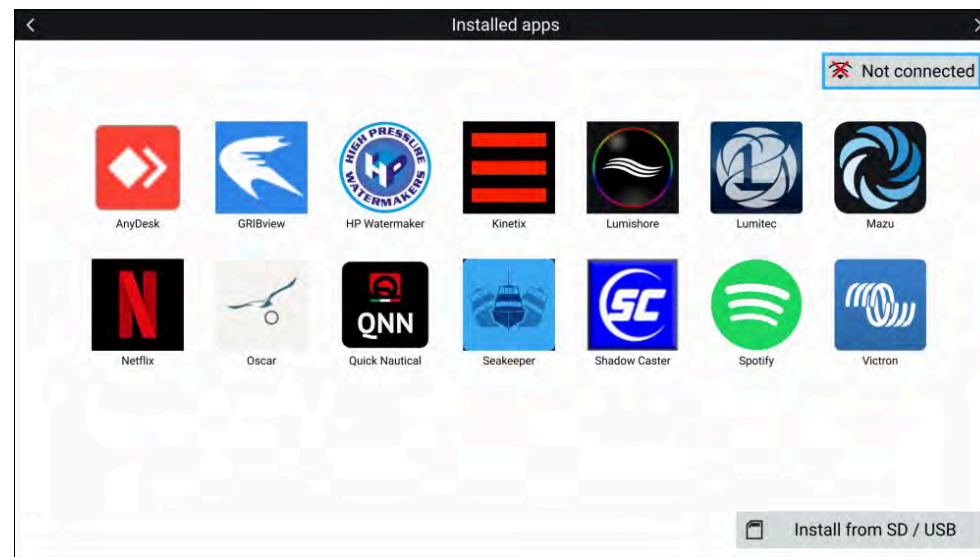 Installed apps
Not connected
HIGH PRESSURE
HP
WATERMAKERS
AnyDesk
GRIBview
HP Watermaker
Kinetix
Lumishore
Lumitec
Mazu
N
QNN
SC
Netflix
Oscar
Quick Nautical
Seakeeper
Shadow Caster
Spotify
Victron
Install from SD / USB